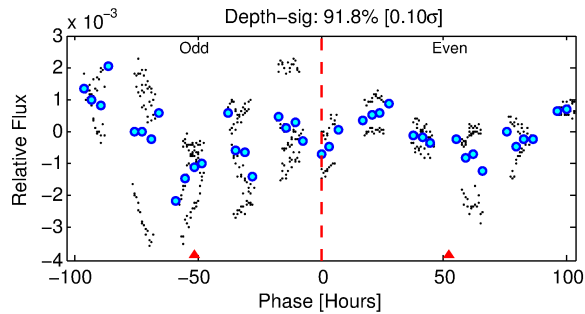 Depth-sig: 91.8% [0.10σ]
x 10⁻³
Odd
Even
3
2
1
0
−1
−2
−3
−4
Relative Flux
−100
−50
0
50
100
Phase [Hours]